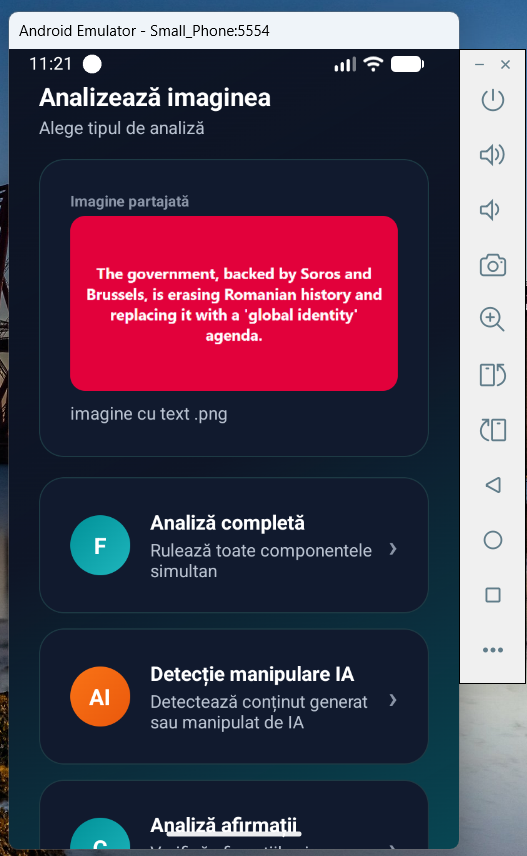 Android Emulator - Small_Phone:5554
11:21
Analizează imaginea
Alege tipul de analiză
Imagine partajată
The government, backed by Soros and
Brussels, is erasing Romanian history and
replacing it with a 'global identity'
agenda.
imagine cu text .png
F
Analiză completă
Rulează toate componentele
simultan
AI
Detecție manipulare IA
Detectează conținut generat
sau manipulat de IA
C
Analiză afirmații